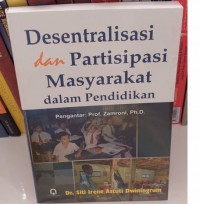 Desentralisasi
dan Partisipasi
Masyarakat
dalam Pendidikan
Pengantar: Prof. Zamroni, Ph.D.
Dr. Siti Irene Astuti Dwiningrum